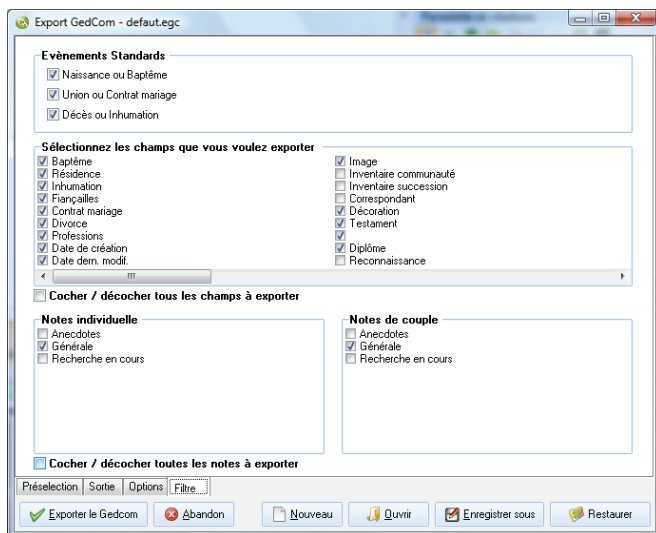 Export GedCom - defaut.egc
Evènements Standards
Naissance ou Baptême
Union ou Contrat mariage
Décès ou Inhumation
Sélectionnez les champs que vous voulez exporter
Baptême
Résidence
Inhumation
Fiançailles
Contrat mariage
Divorce
Professions
Date de création
Date dern. modif.
Image
Inventaire communauté
Inventaire succession
Correspondant
Décoration
Testament
Diplôme
Reconnaissance
Cocher / décocher tous les champs à exporter
Notes individuelle
Anecdotes
Générale
Recherche en cours
Notes de couple
Anecdotes
Générale
Recherche en cours
Cocher / décocher toutes les notes à exporter
Préselection Sortie Options Filtre
Exporter le Gedcom Abandon Nouveau Ouvrir Enregistrer sous Restaurer